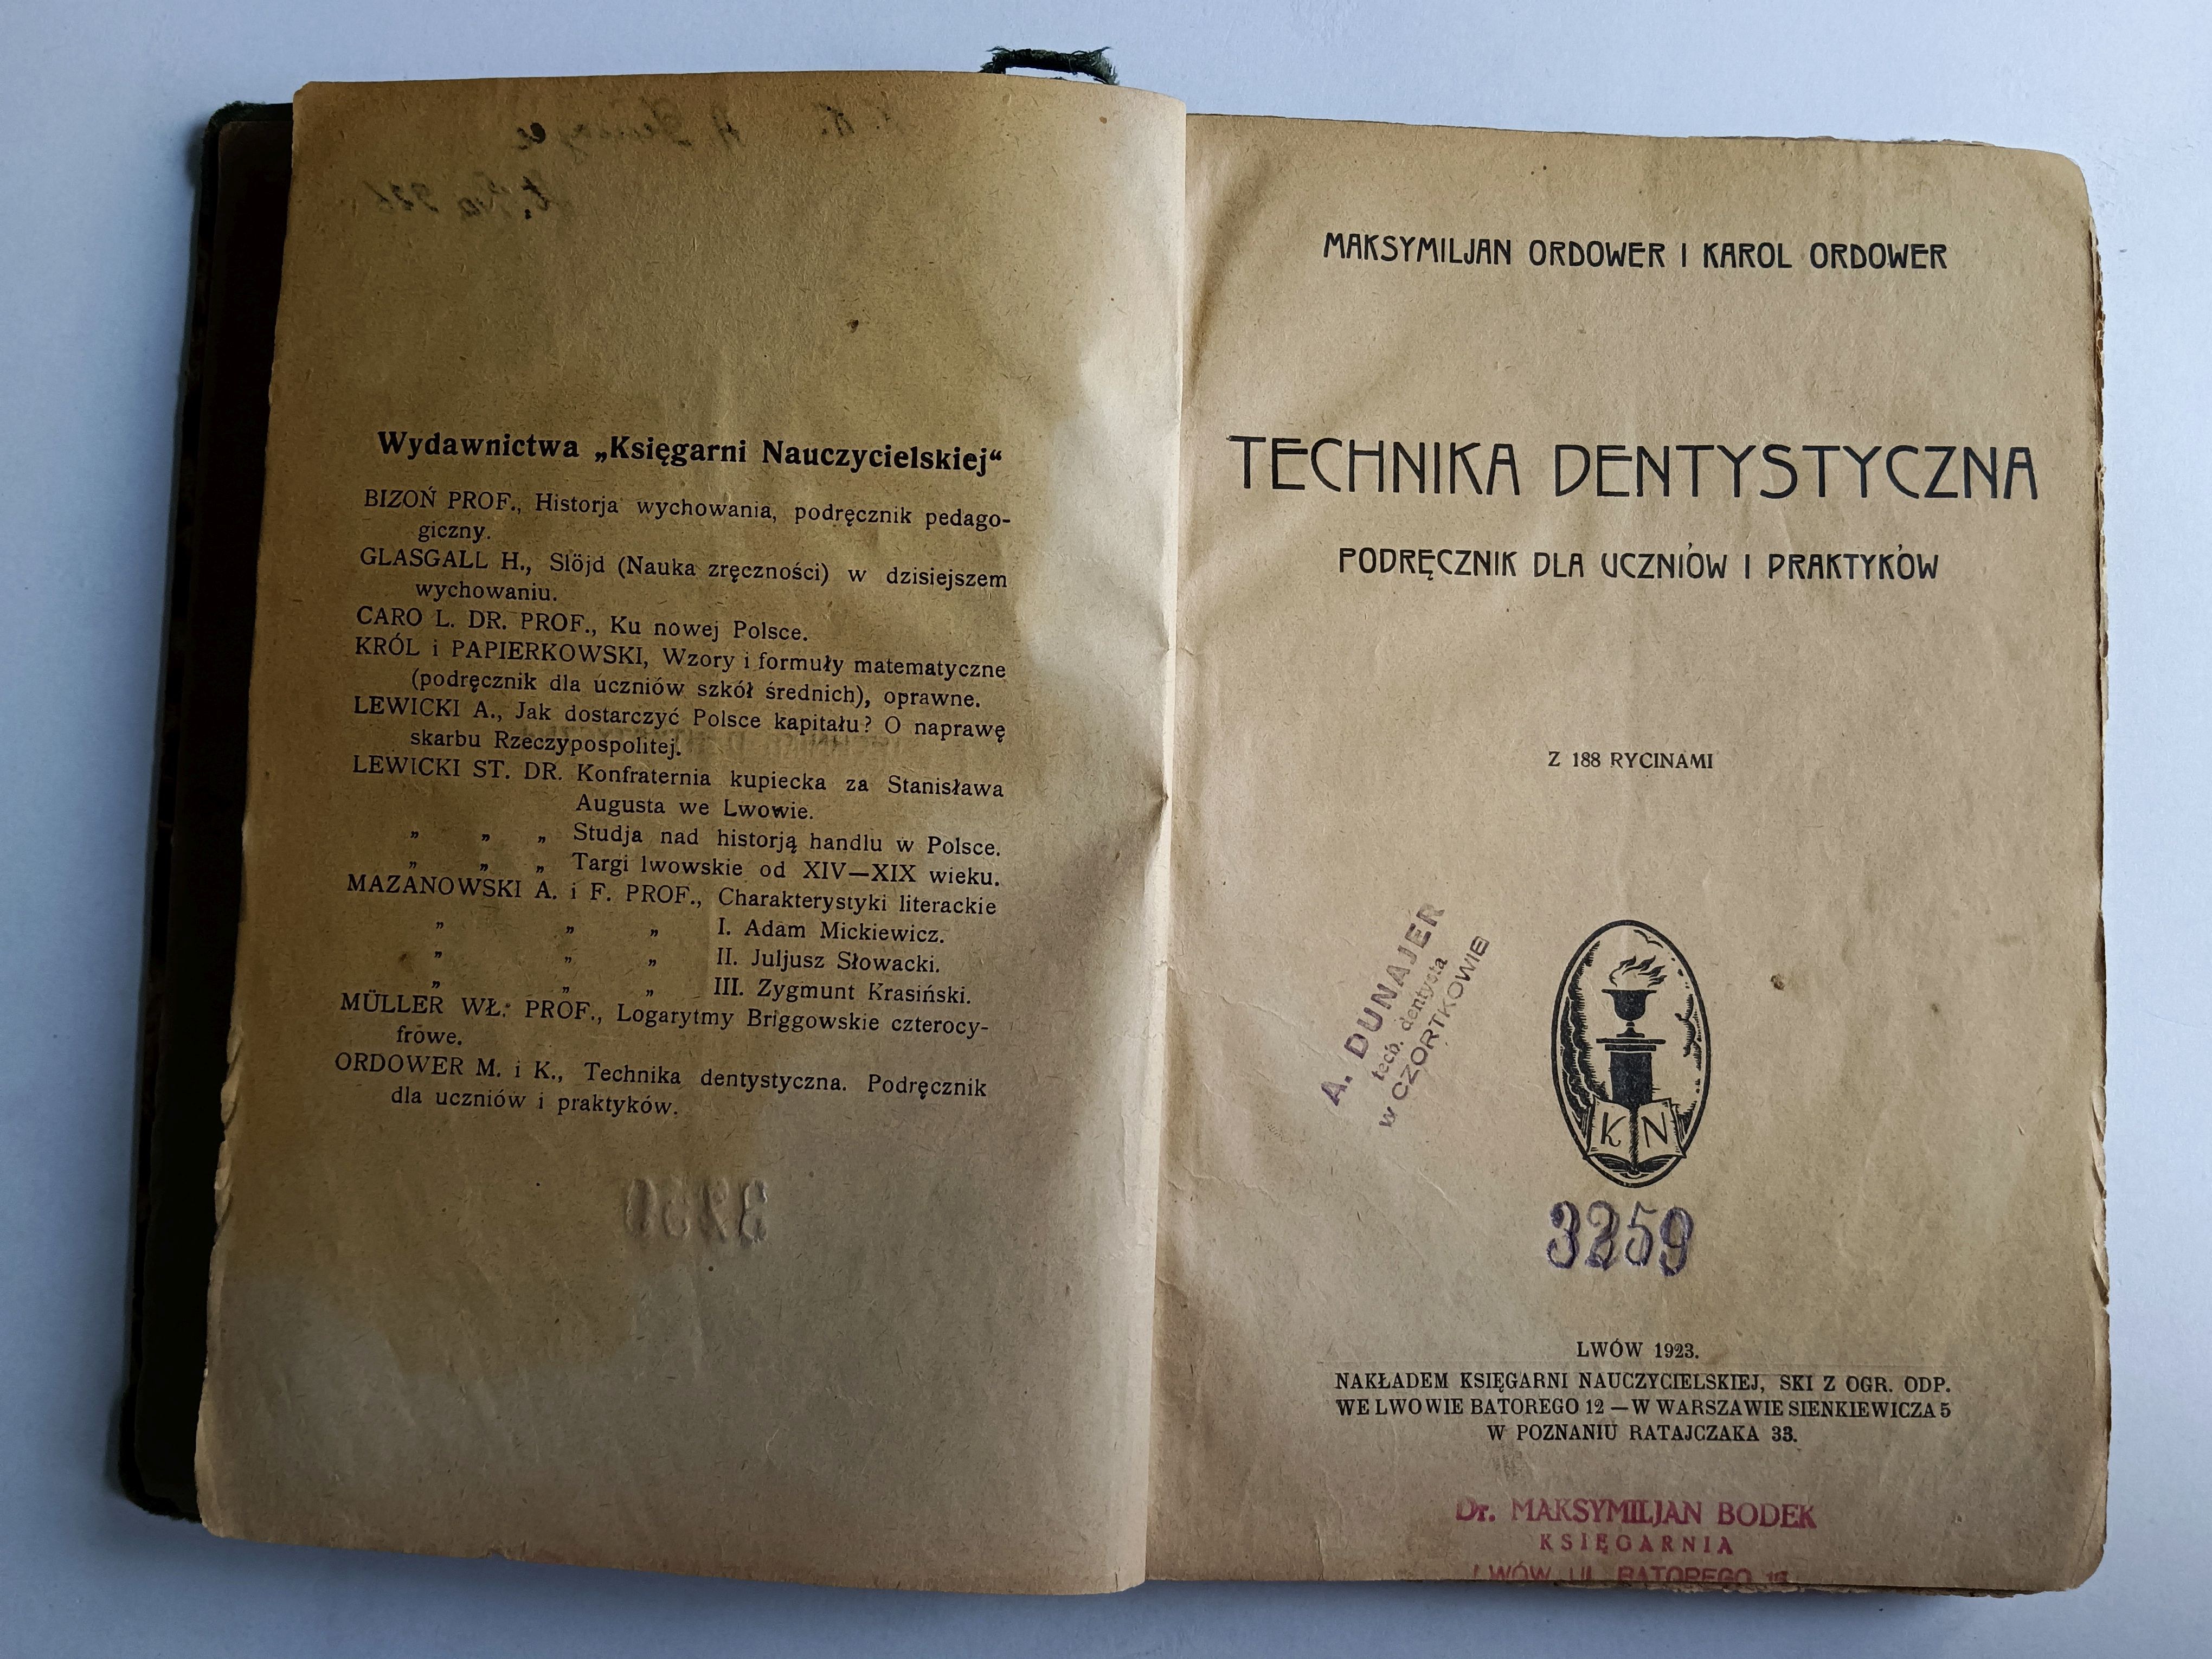 Wydawnictwa „Księgarni Nauczycielskiej“
BIZOŃ PROF., Historja wychowania, podręcznik pedago-
giczny.
GLASGALL H., Slöjd (Nauka zręczności) w dzisiejszem
wychowaniu.
CARO L. DR. PROF., Ku nowej Polsce.
KRÓL i PAPIERKOWSKI, Wzory i formuły matematyczne
(podręcznik dla uczniów szkół średnich), oprawne.
LEWICKI A., Jak dostarczyć Polsce kapitału? O naprawę
skarbu Rzeczypospolitej.
LEWICKI ST. DR. Konfraternia kupiecka za Stanisława
Augusta we Lwowie.
„ „ „ Studja nad historją handlu w Polsce.
„ „ „ Targi lwowskie od XIV—XIX wieku.
MAZANOWSKI A. i F. PROF., Charakterystyki literackie
„ „ „ I. Adam Mickiewicz.
„ „ „ II. Juljusz Słowacki.
„ „ „ III. Zygmunt Krasiński.
MÜLLER WŁ. PROF., Logarytmy Briggowskie czterocy-
frowe.
ORDOWER M. i K., Technika dentystyczna. Podręcznik
dla uczniów i praktyków.
MAKSYMILJAN ORDOWER I KAROL ORDOWER
TECHNIKA DENTYSTYCZNA
PODRĘCZNIK DLA UCZNIÓW I PRAKTYKÓW
Z 188 RYCINAMI
A. DUNAJER
tech. dentysta
w CZORTKOWIE
K N
3259
LWÓW 1923.
NAKŁADEM KSIĘGARNI NAUCZYCIELSKIEJ, SKI Z OGR. ODP.
WE LWOWIE BATOREGO 12 — W WARSZAWIE SIENKIEWICZA 5
W POZNANIU RATAJCZAKA 33.
Dr. MAKSYMILJAN BODEK
KSIĘGARNIA
LWÓW, UL. BATOREGO